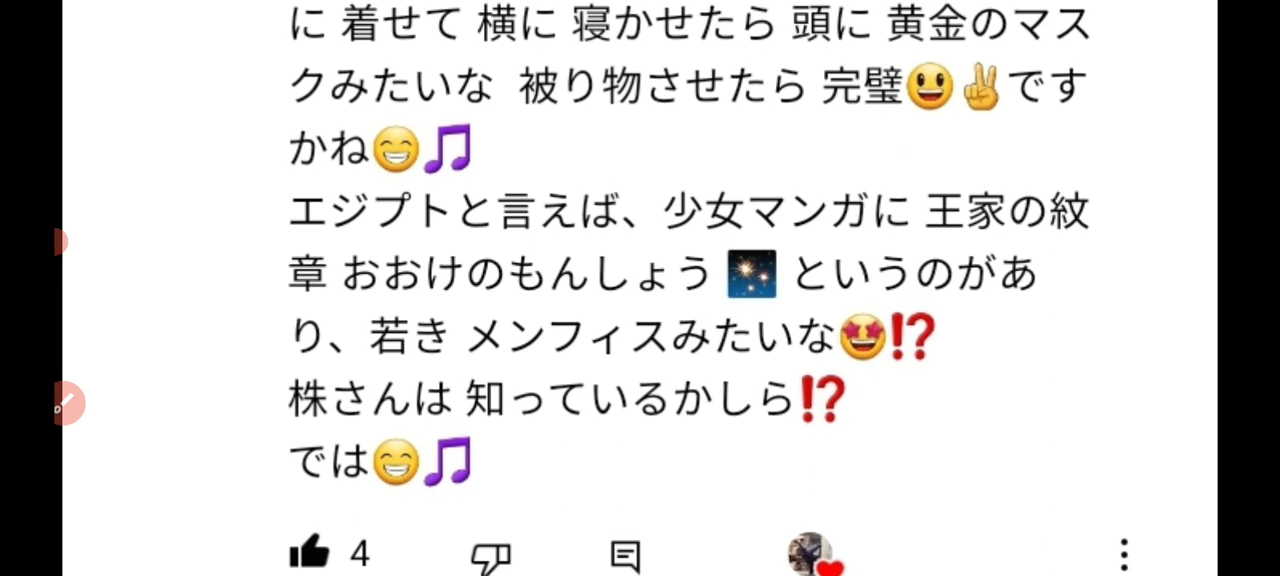 に 着せて 横に 寝かせたら 頭に 黄金のマス
クみたいな 被り物させたら 完璧😃✌です
かね😁🎵
エジプトと言えば、少女マンガに 王家の紋
章 おおけのもんしょう 🎇 というのがあ
り、若き メンフィスみたいな🤩⁉
株さんは 知っているかしら⁉
では😁🎵
4